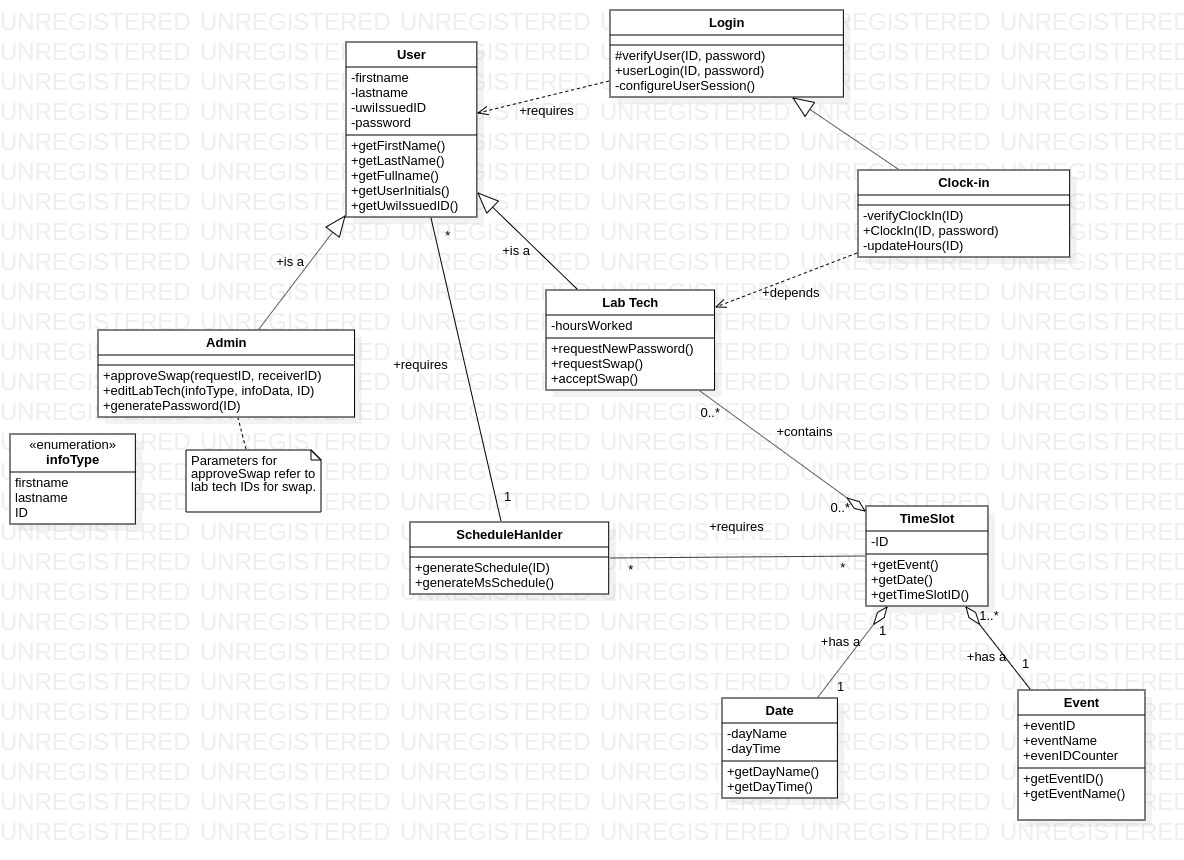 Login
#verifyUser(ID, password)
+userLogin(ID, password)
-configureUserSession()
User
-firstname
-lastname
-uwiIssuedID
-password
+getFirstName()
+getLastName()
+getFullname()
+getUserInitials()
+getUwiIssuedID()
+requires
Clock-in
-verifyClockIn(ID)
+ClockIn(ID, password)
-updateHours(ID)
*
+is a
+is a
+depends
Lab Tech
-hoursWorked
+requestNewPassword()
+requestSwap()
+acceptSwap()
Admin
+approveSwap(requestID, receiverID)
+editLabTech(infoType, infoData, ID)
+generatePassword(ID)
+requires
0..*
+contains
«enumeration»
infoType
firstname
lastname
ID
Parameters for
approveSwap refer to
lab tech IDs for swap.
1
0..*
ScheduleHanlder
+generateSchedule(ID)
+generateMsSchedule()
+requires
*
*
TimeSlot
-ID
+getEvent()
+getDate()
+getTimeSlotID()
1
1..*
+has a
+has a
1
1
Date
-dayName
-dayTime
+getDayName()
+getDayTime()
Event
+eventID
+eventName
+evenIDCounter
+getEventID()
+getEventName()
UNREGISTERED